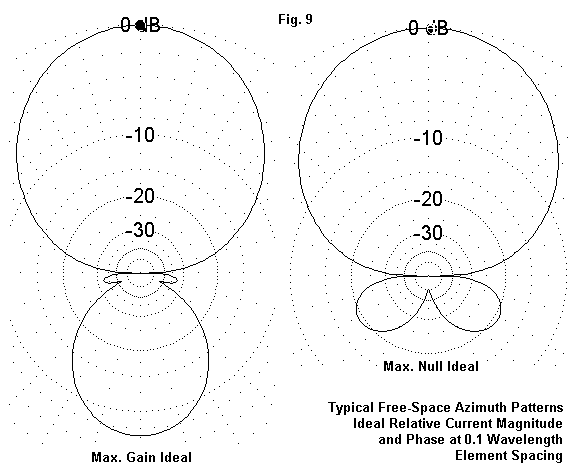 Fig. 9
0 dB
-10
-20
-30
Max. Gain Ideal
0 dB
-10
-20
-30
Max. Null Ideal
Typical Free-Space Azimuth Patterns
Ideal Relative Current Magnitude
and Phase at 0.1 Wavelength
Element Spacing